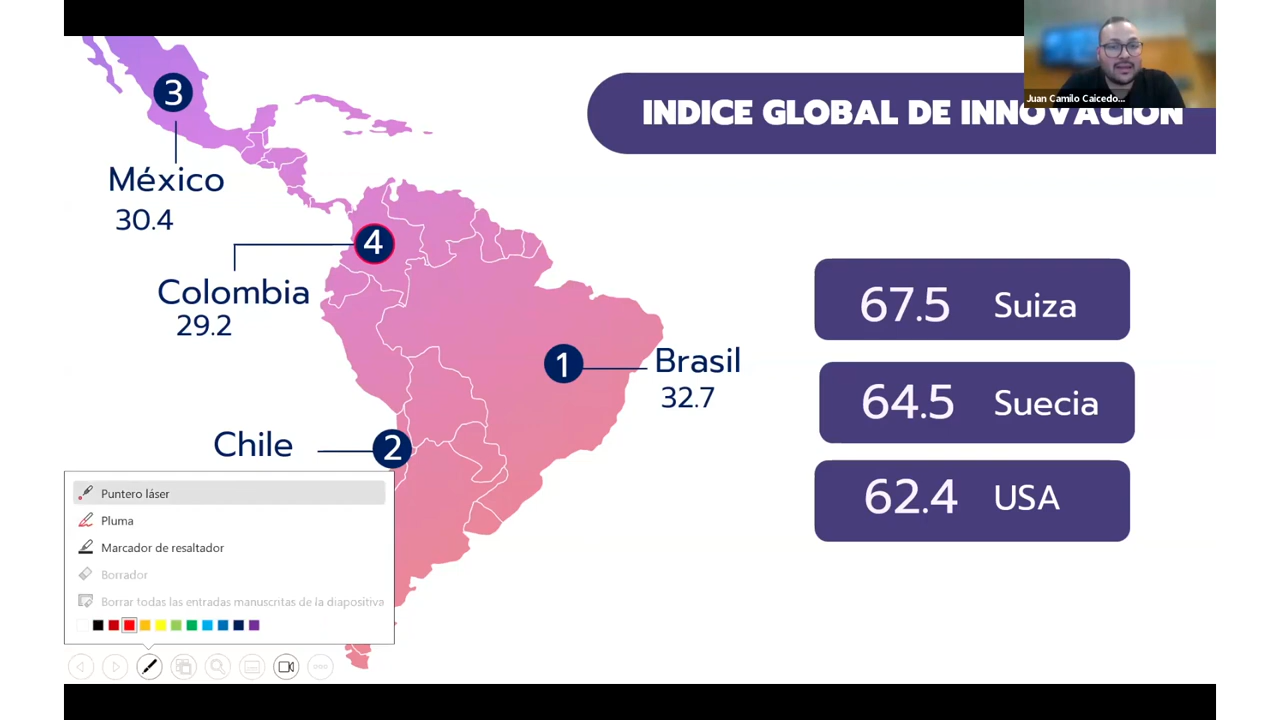 Juan Camilo Caicedo...
INDICE GLOBAL DE INNOVACIÓN
3
México
30.4
4
Colombia
29.2
1
Brasil
32.7
2
Chile
67.5 Suiza
64.5 Suecia
62.4 USA
Puntero láser
Pluma
Marcador de resaltador
Borrador
Borrar todas las entradas manuscritas de la diapositiva